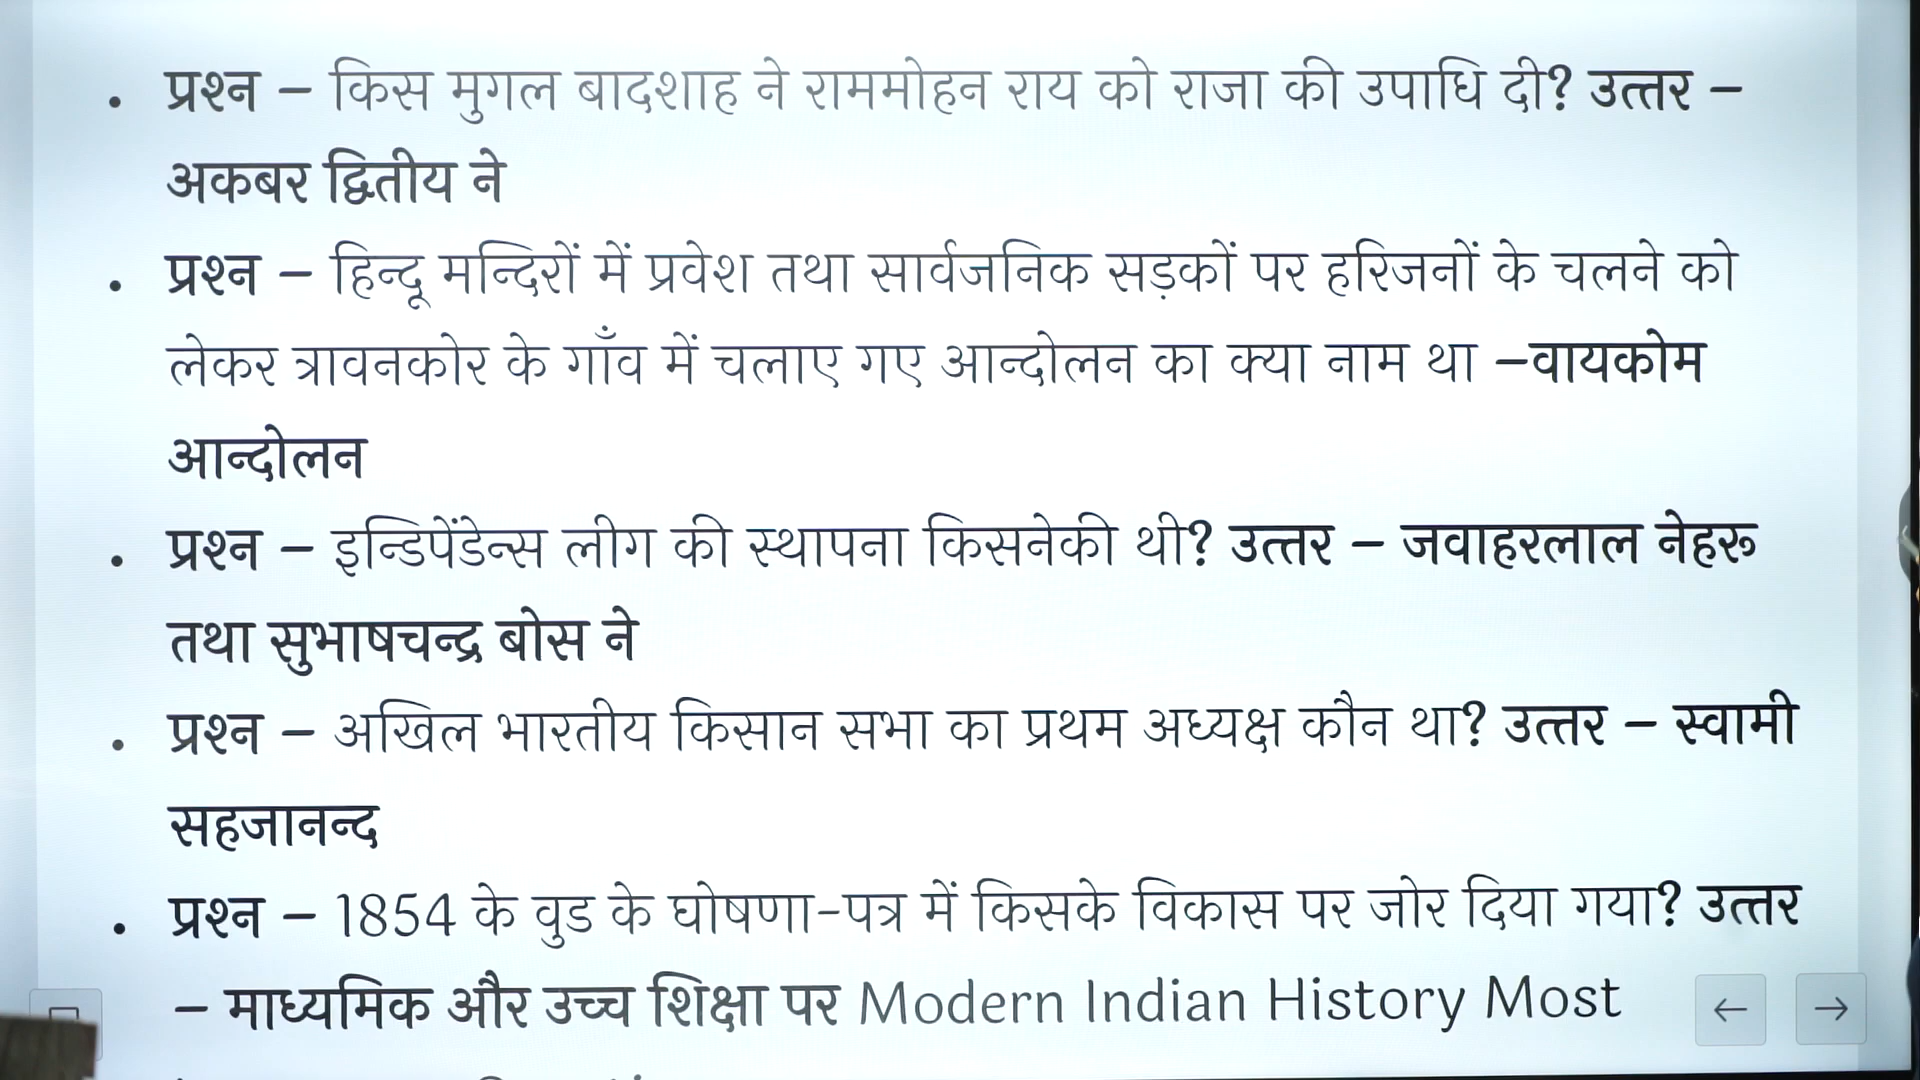 • प्रश्न – किस मुगल बादशाह ने राममोहन राय को राजा की उपाधि दी? उत्तर –
अकबर द्वितीय ने
• प्रश्न – हिन्दू मन्दिरों में प्रवेश तथा सार्वजनिक सड़कों पर हरिजनों के चलने को
लेकर त्रावनकोर के गाँव में चलाए गए आन्दोलन का क्या नाम था –वायकोम
आन्दोलन
• प्रश्न – इन्डिपेंडेन्स लीग की स्थापना किसनेकी थी? उत्तर – जवाहरलाल नेहरू
तथा सुभाषचन्द्र बोस ने
• प्रश्न – अखिल भारतीय किसान सभा का प्रथम अध्यक्ष कौन था? उत्तर – स्वामी
सहजानन्द
• प्रश्न – 1854 के वुड के घोषणा-पत्र में किसके विकास पर जोर दिया गया? उत्तर
– माध्यमिक और उच्च शिक्षा पर Modern Indian History Most